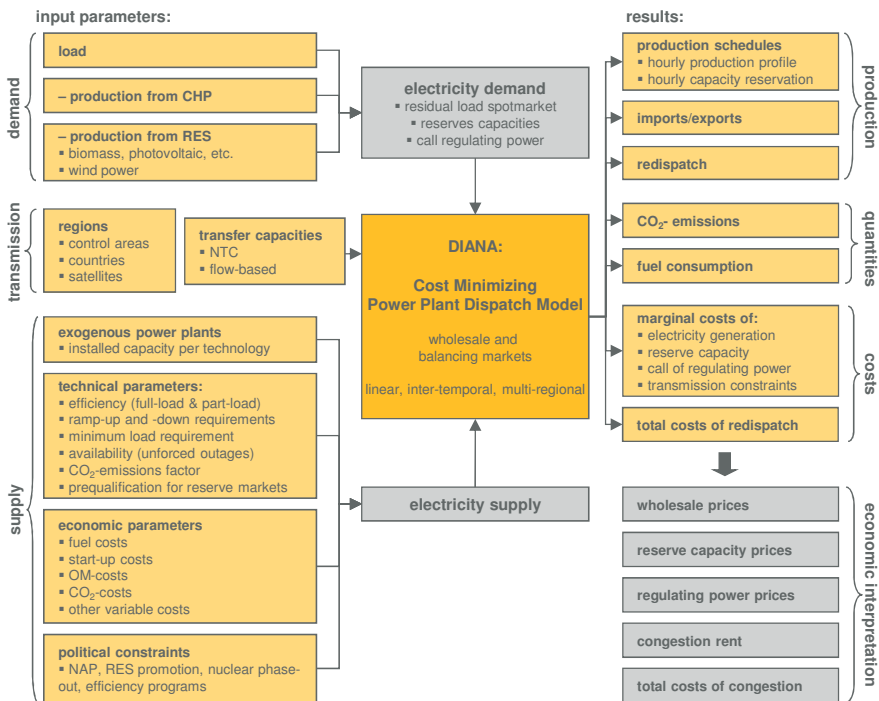 input parameters:
demand
load
– production from CHP
– production from RES
▪ biomass, photovoltaic, etc.
▪ wind power
transmission
regions
▪ control areas
▪ countries
▪ satellites
transfer capacities
▪ NTC
▪ flow-based
supply
exogenous power plants
▪ installed capacity per technology
technical parameters:
▪ efficiency (full-load & part-load)
▪ ramp-up and -down requirements
▪ minimum load requirement
▪ availability (unforced outages)
▪ CO₂-emissions factor
▪ prequalification for reserve markets
economic parameters
▪ fuel costs
▪ start-up costs
▪ OM-costs
▪ CO₂-costs
▪ other variable costs
political constraints
▪ NAP, RES promotion, nuclear phase-
out, efficiency programs
electricity demand
▪ residual load spotmarket
▪ reserves capacities
▪ call regulating power
DIANA:
Cost Minimizing
Power Plant Dispatch Model
wholesale and
balancing markets
linear, inter-temporal, multi-regional
electricity supply
results:
production schedules
▪ hourly production profile
▪ hourly capacity reservation
imports/exports
redispatch
production
CO₂- emissions
fuel consumption
quantities
marginal costs of:
▪ electricity generation
▪ reserve capacity
▪ call of regulating power
▪ transmission constraints
total costs of redispatch
costs
wholesale prices
reserve capacity prices
regulating power prices
congestion rent
total costs of congestion
economic interpretation